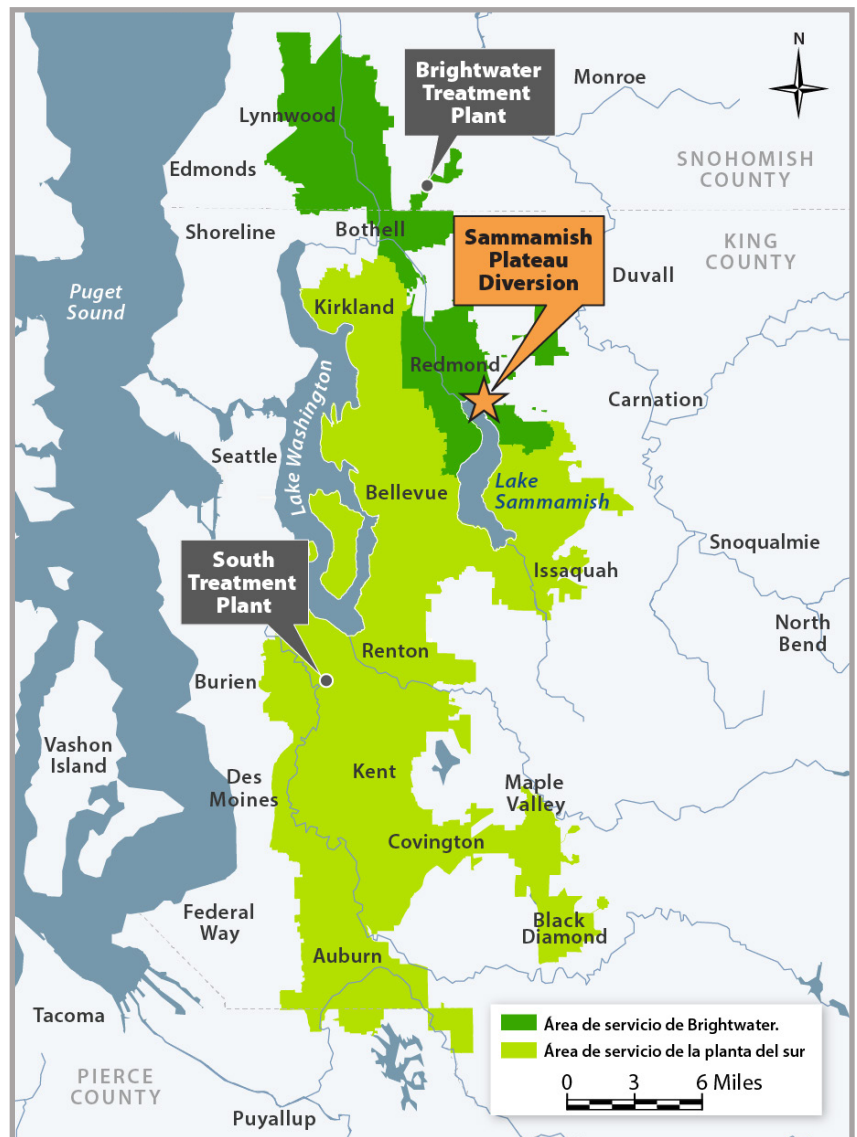 N
Brightwater
Treatment
Plant
Monroe
Lynnwood
Edmonds
SNOHOMISH
COUNTY
Shoreline
Bothell
Sammamish
Plateau
Diversion
KING
COUNTY
Duvall
Puget
Sound
Kirkland
Redmond
Carnation
Lake Washington
Seattle
Bellevue
Lake
Sammamish
Snoqualmie
South
Treatment
Plant
Issaquah
North
Bend
Renton
Burien
Vashon
Island
Kent
Des
Moines
Maple
Valley
Covington
Federal
Way
Black
Diamond
Auburn
Tacoma
Área de servicio de Brightwater.
Área de servicio de la planta del sur
PIERCE
COUNTY
0 3 6 Miles
Puyallup